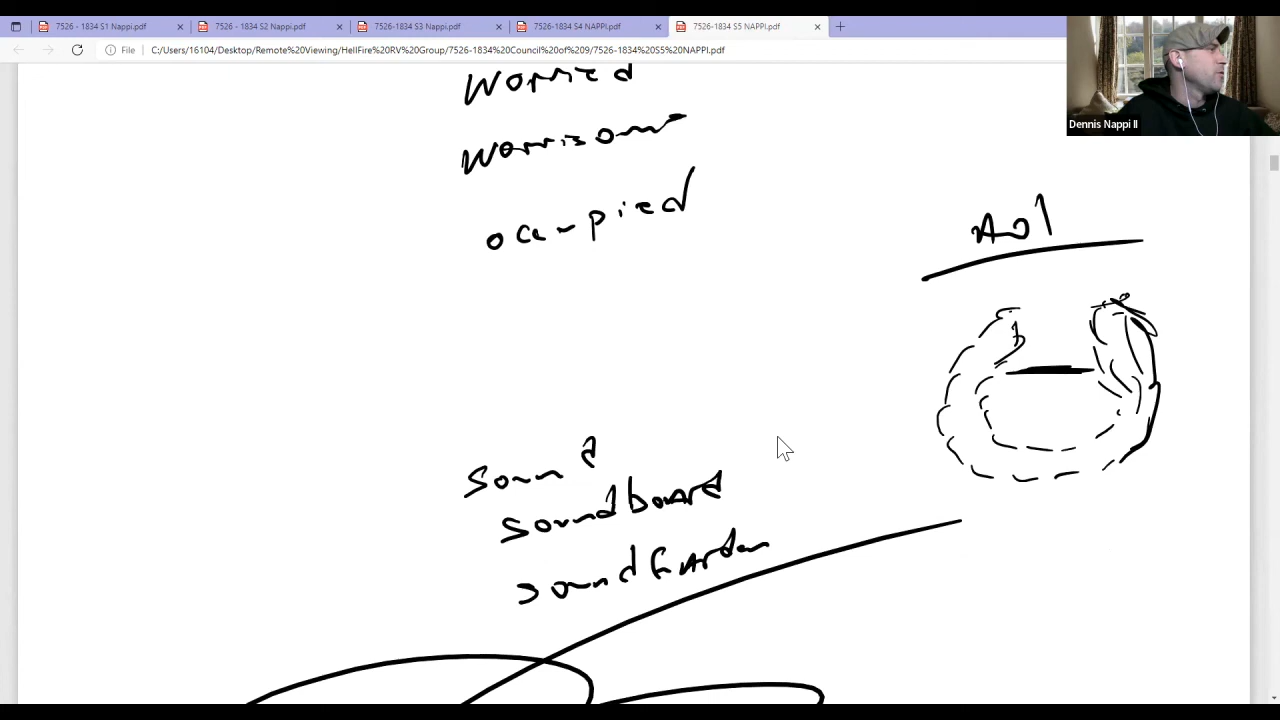 7526 - 1834 S1 Nappi.pdf
7526 - 1834 S2 Nappi.pdf
7526-1834 S3 Nappi.pdf
7526-1834 S4 NAPPI.pdf
7526-1834 S5 NAPPI.pdf
File
C:/Users/16104/Desktop/Remote%20Viewing/HellFire%20RV%20Group/7526-1834%20Council%20of%209/7526-1834%20S5%20NAPPI.pdf
Dennis Nappi II
Worried
Worrisome
occupied
AOl
Sound
Soundboard
SoundGarden